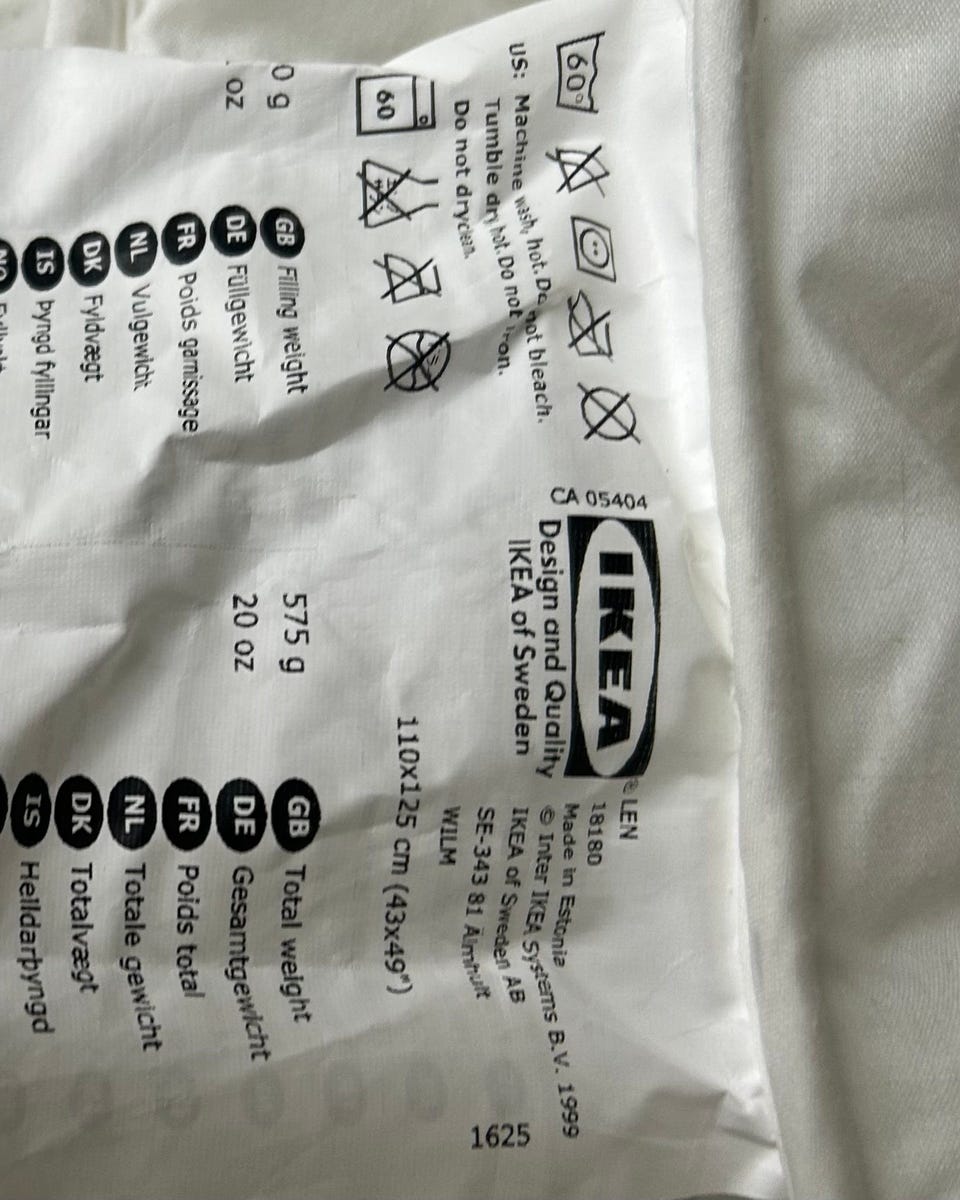 60°
US: Machine wash, hot. Do not bleach.
Tumble dry hot. Do not iron.
Do not dryclean.
60
CA 05404
IKEA
®
Design and Quality
IKEA of Sweden
LEN
18180
Made in Estonia
© Inter IKEA Systems B.V. 1999
IKEA of Sweden AB
SE-343 81 Älmhult
WILM
1625
110x125 cm (43x49")
0 g
oz
GB Filling weight
DE Füllgewicht
FR Poids garnissage
NL Vulgewicht
DK Fyldvægt
IS Þyngd fyllingar
NO
575 g
20 oz
GB Total weight
DE Gesamtgewicht
FR Poids total
NL Totale gewicht
DK Totalvægt
IS Heildarþyngd